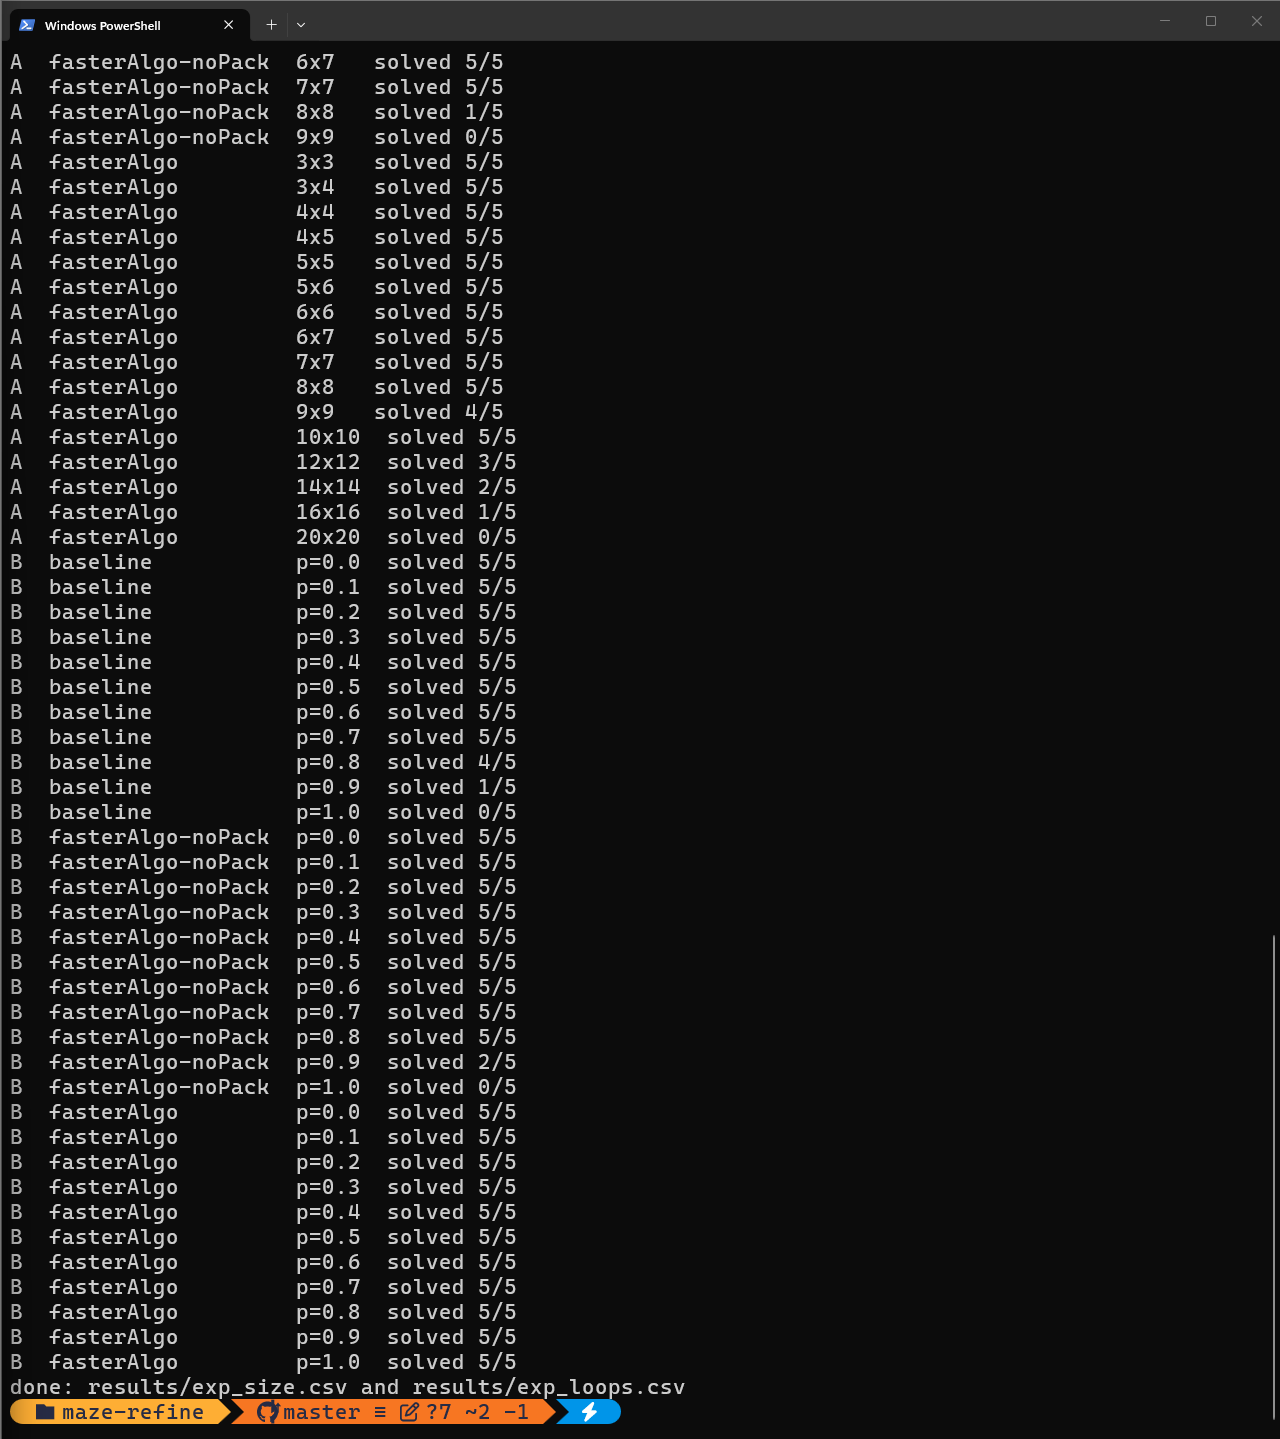 Windows PowerShell
A fasterAlgo-noPack 6x7 solved 5/5
A fasterAlgo-noPack 7x7 solved 5/5
A fasterAlgo-noPack 8x8 solved 1/5
A fasterAlgo-noPack 9x9 solved 0/5
A fasterAlgo 3x3 solved 5/5
A fasterAlgo 3x4 solved 5/5
A fasterAlgo 4x4 solved 5/5
A fasterAlgo 4x5 solved 5/5
A fasterAlgo 5x5 solved 5/5
A fasterAlgo 5x6 solved 5/5
A fasterAlgo 6x6 solved 5/5
A fasterAlgo 6x7 solved 5/5
A fasterAlgo 7x7 solved 5/5
A fasterAlgo 8x8 solved 5/5
A fasterAlgo 9x9 solved 4/5
A fasterAlgo 10x10 solved 5/5
A fasterAlgo 12x12 solved 3/5
A fasterAlgo 14x14 solved 2/5
A fasterAlgo 16x16 solved 1/5
A fasterAlgo 20x20 solved 0/5
B baseline p=0.0 solved 5/5
B baseline p=0.1 solved 5/5
B baseline p=0.2 solved 5/5
B baseline p=0.3 solved 5/5
B baseline p=0.4 solved 5/5
B baseline p=0.5 solved 5/5
B baseline p=0.6 solved 5/5
B baseline p=0.7 solved 5/5
B baseline p=0.8 solved 4/5
B baseline p=0.9 solved 1/5
B baseline p=1.0 solved 0/5
B fasterAlgo-noPack p=0.0 solved 5/5
B fasterAlgo-noPack p=0.1 solved 5/5
B fasterAlgo-noPack p=0.2 solved 5/5
B fasterAlgo-noPack p=0.3 solved 5/5
B fasterAlgo-noPack p=0.4 solved 5/5
B fasterAlgo-noPack p=0.5 solved 5/5
B fasterAlgo-noPack p=0.6 solved 5/5
B fasterAlgo-noPack p=0.7 solved 5/5
B fasterAlgo-noPack p=0.8 solved 5/5
B fasterAlgo-noPack p=0.9 solved 2/5
B fasterAlgo-noPack p=1.0 solved 0/5
B fasterAlgo p=0.0 solved 5/5
B fasterAlgo p=0.1 solved 5/5
B fasterAlgo p=0.2 solved 5/5
B fasterAlgo p=0.3 solved 5/5
B fasterAlgo p=0.4 solved 5/5
B fasterAlgo p=0.5 solved 5/5
B fasterAlgo p=0.6 solved 5/5
B fasterAlgo p=0.7 solved 5/5
B fasterAlgo p=0.8 solved 5/5
B fasterAlgo p=0.9 solved 5/5
B fasterAlgo p=1.0 solved 5/5
done: results/exp_size.csv and results/exp_loops.csv
maze-refine master ≡ ?7 ~2 -1